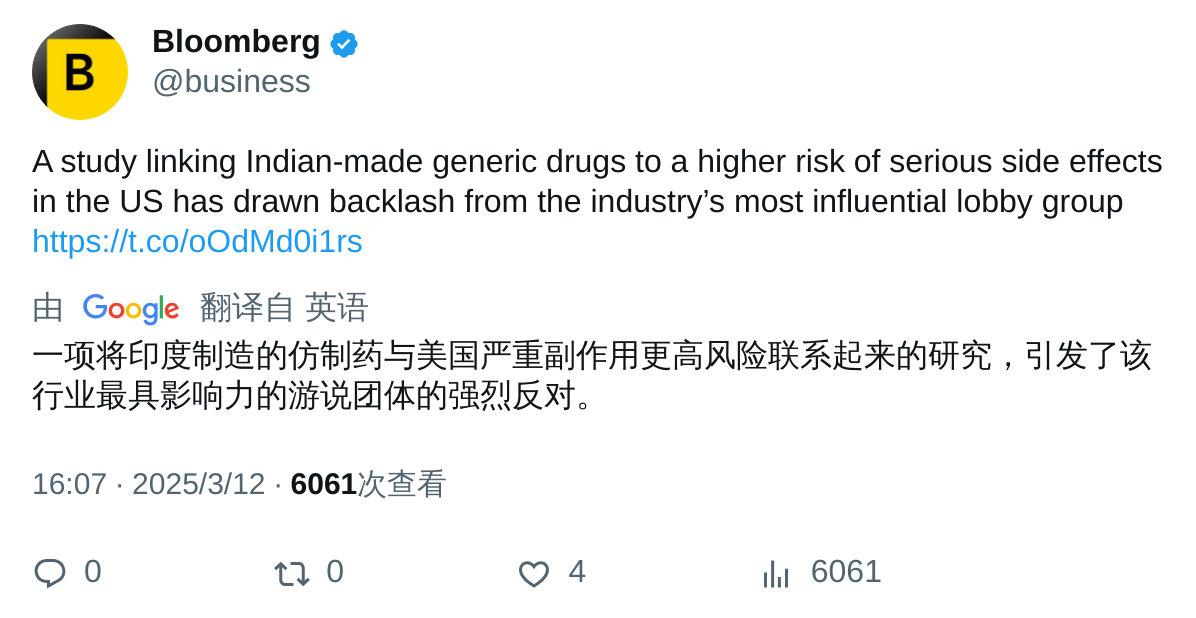 B
Bloomberg
@business
A study linking Indian-made generic drugs to a higher risk of serious side effects
in the US has drawn backlash from the industry’s most influential lobby group
https://t.co/oOdMd0i1rs
由 Google 翻译自 英语
一项将印度制造的仿制药与美国严重副作用更高风险联系起来的研究，引发了该
行业最具影响力的游说团体的强烈反对。
16:07 · 2025/3/12 · 6061次查看
0 0 4 6061